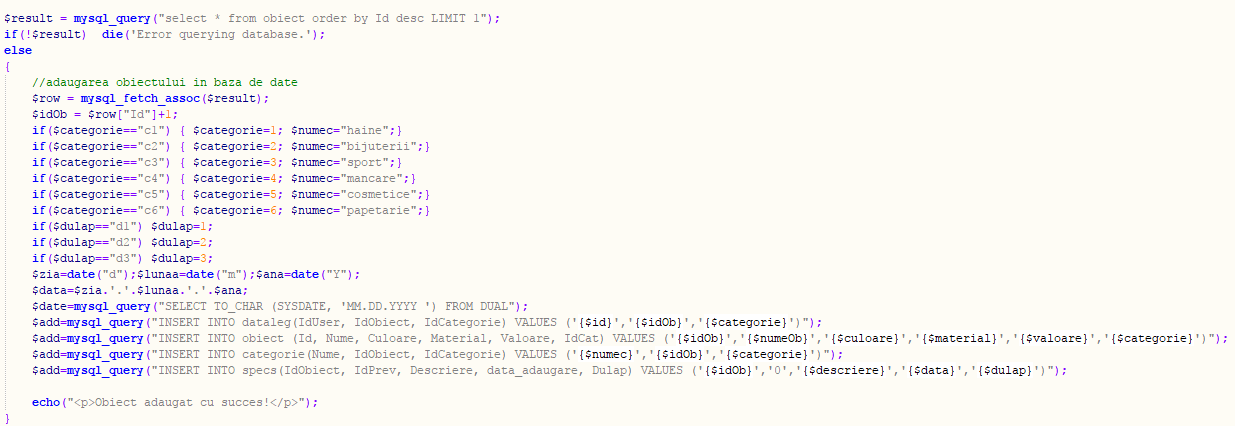 $result = mysql_query("select * from obiect order by Id desc LIMIT 1");
if(!$result)  die('Error querying database.');
else
{
    //adaugarea obiectului in baza de date
    $row = mysql_fetch_assoc($result);
    $idOb = $row["Id"]+1;
    if($categorie=="c1") { $categorie=1; $numec="haine";}
    if($categorie=="c2") { $categorie=2; $numec="bijuterii";}
    if($categorie=="c3") { $categorie=3; $numec="sport";}
    if($categorie=="c4") { $categorie=4; $numec="mancare";}
    if($categorie=="c5") { $categorie=5; $numec="cosmetice";}
    if($categorie=="c6") { $categorie=6; $numec="papetarie";}
    if($dulap=="d1") $dulap=1;
    if($dulap=="d2") $dulap=2;
    if($dulap=="d3") $dulap=3;
    $zia=date("d");$lunaa=date("m");$ana=date("Y");
    $data=$zia.'.'.$lunaa.'.'.$ana;
    $date=mysql_query("SELECT TO_CHAR (SYSDATE, 'MM.DD.YYYY ') FROM DUAL");
    $add=mysql_query("INSERT INTO dataleg(IdUser, IdObiect, IdCategorie) VALUES ('{$id}','{$idOb}','{$categorie}')");
    $add=mysql_query("INSERT INTO obiect (Id, Nume, Culoare, Material, Valoare, IdCat) VALUES ('{$idOb}','{$numeOb}','{$culoare}','{$material}','{$valoare}','{$categorie}')");
    $add=mysql_query("INSERT INTO categorie(Nume, IdObiect, IdCategorie) VALUES ('{$numec}','{$idOb}','{$categorie}')");
    $add=mysql_query("INSERT INTO specs(IdObiect, IdPrev, Descriere, data_adaugare, Dulap) VALUES ('{$idOb}','0','{$descriere}','{$data}','{$dulap}')");
    echo("<p>Obiect adaugat cu succes!</p>");
}